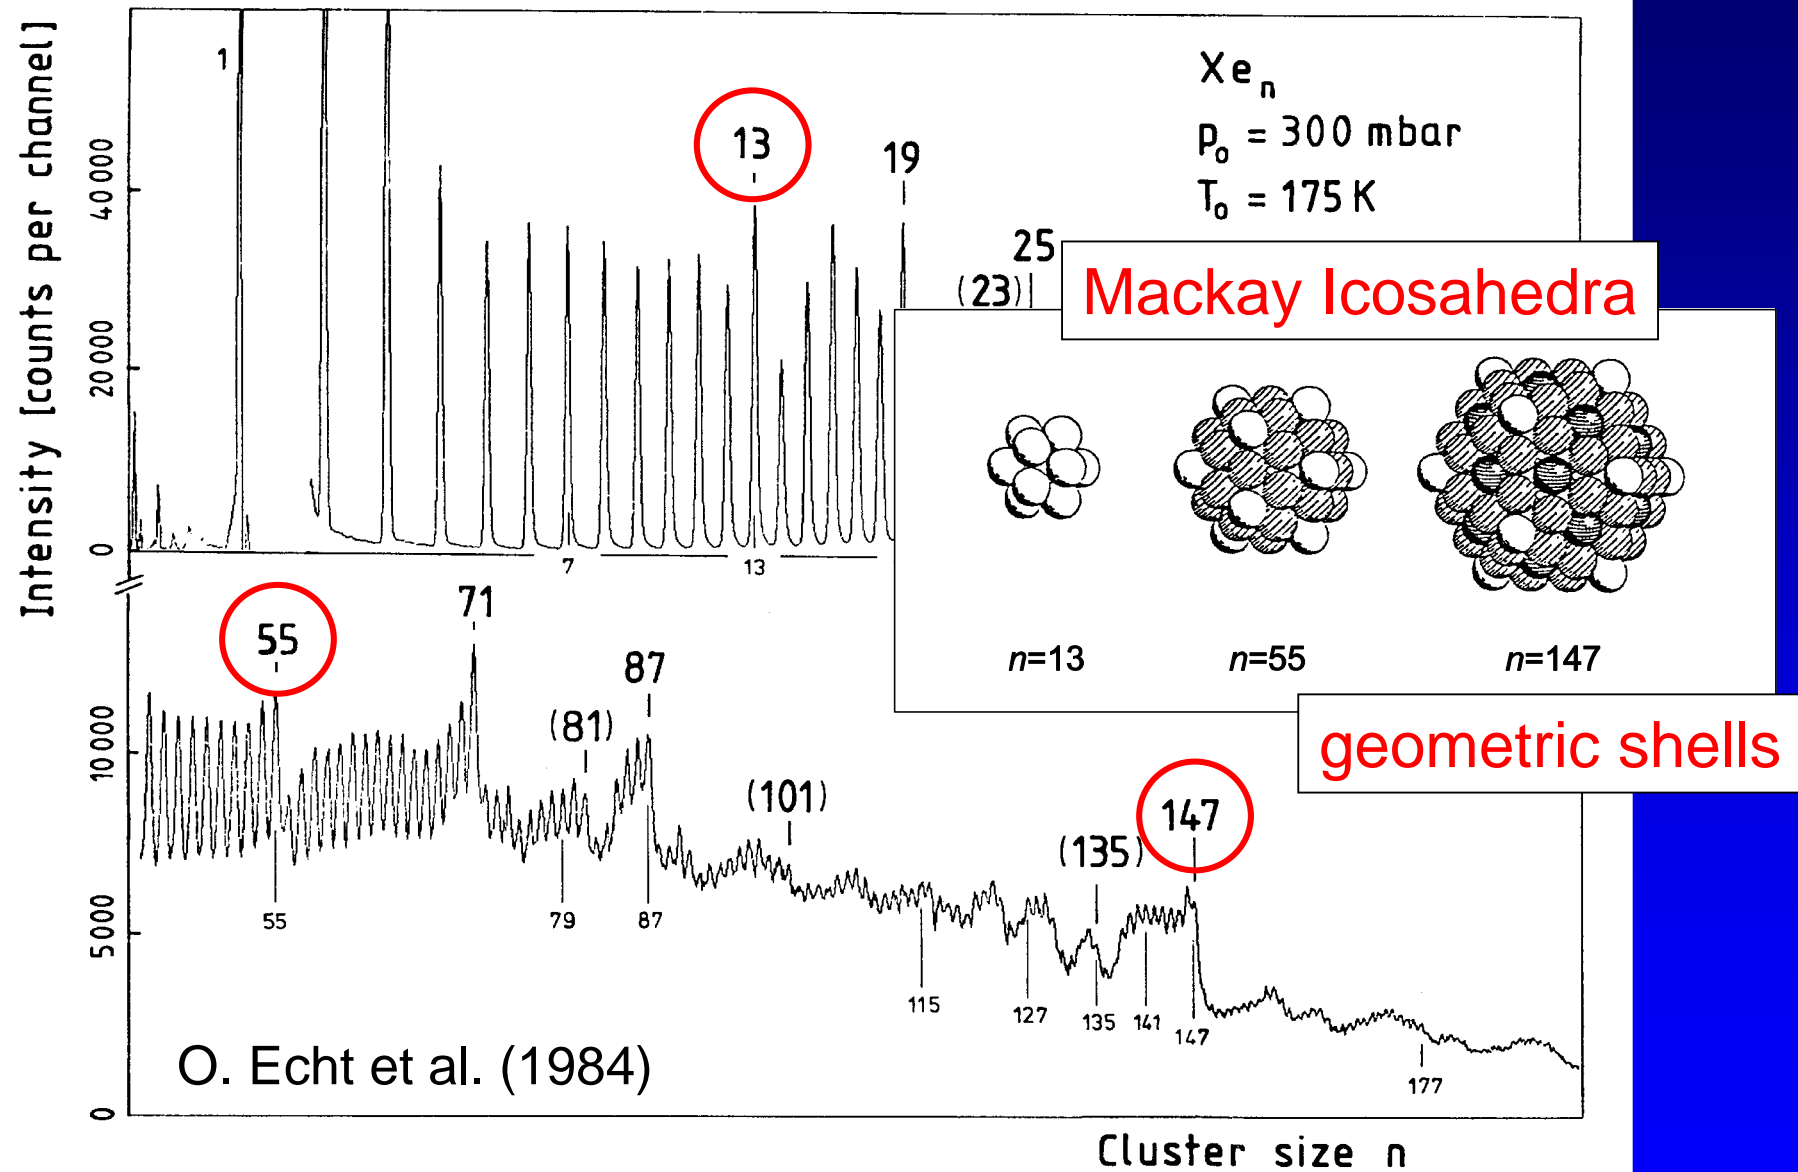 Intensity [counts per channel]
40000
20000
0
10000
5000
0
1
13
19
25
(23)
Xe n
p o = 300 mbar
T o = 175 K
Mackay Icosahedra
7
13
n=13
n=55
n=147
geometric shells
55
71
(81)
87
(101)
(135)
147
55
79
87
115
127
135
141
147
177
O. Echt et al. (1984)
Cluster size n